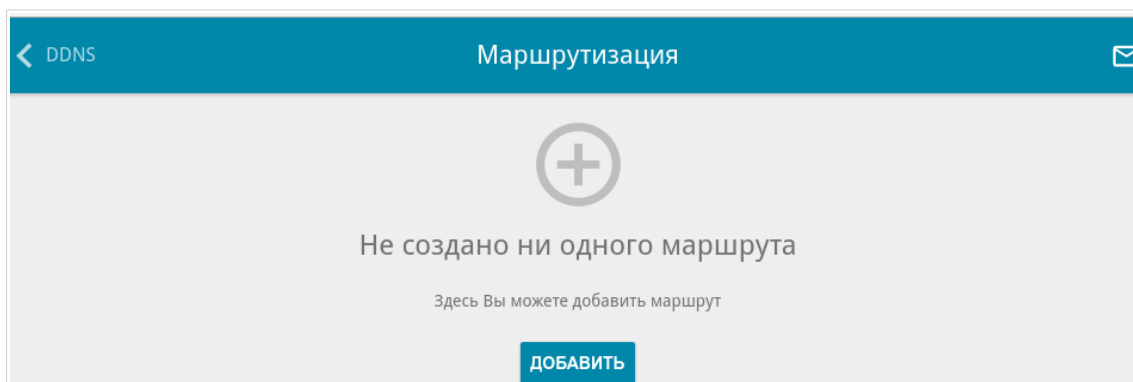 DDNS
Маршрутизация
Не создано ни одного маршрута
Здесь Вы можете добавить маршрут
ДОБАВИТЬ